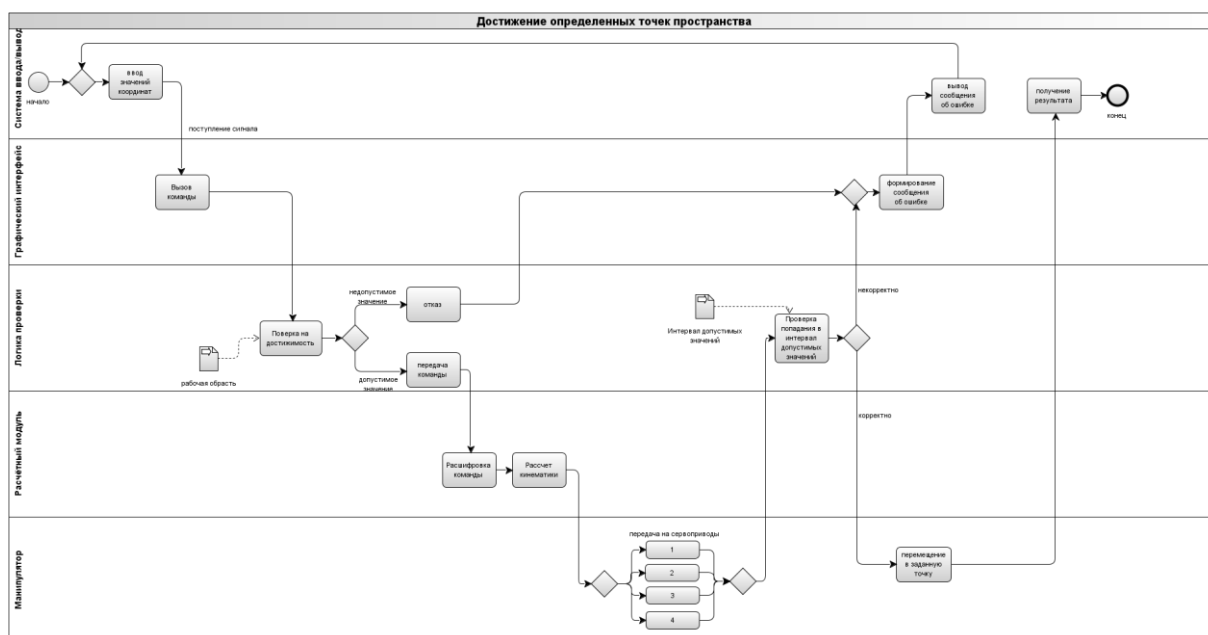 Достижение определенных точек пространства
Система ввода/вывода
начало
ввод
значений
координат
поступление сигнала
вывод
сообщения
об ошибке
получение
результата
конец
Графический интерфейс
Вызов
команды
формирование
сообщения
об ошибке
Логика проверки
рабочая обрасть
Поверка на
достижимость
недопустимое
значение
допустимое
значение
отказ
передача
команды
Интервал допустимых
значений
Проверка
попадания в
интервал
допустимых
значений
некорректно
корректно
Расчётный модуль
Расшифровка
команды
Рассчет
кинематики
Манипулятор
передача на сервоприводы
1
2
3
4
перемещение
в заданную
точку